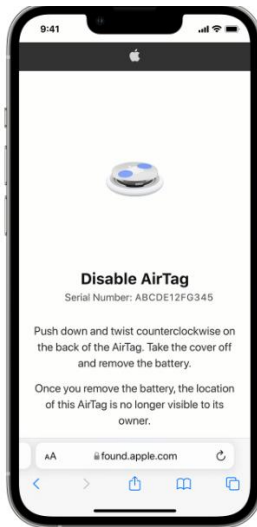 9:41
Disable AirTag
Serial Number: ABCDE12FG345
Push down and twist counterclockwise on
the back of the AirTag. Take the cover off
and remove the battery.
Once you remove the battery, the location
of this AirTag is no longer visible to its
owner.
AA found.apple.com